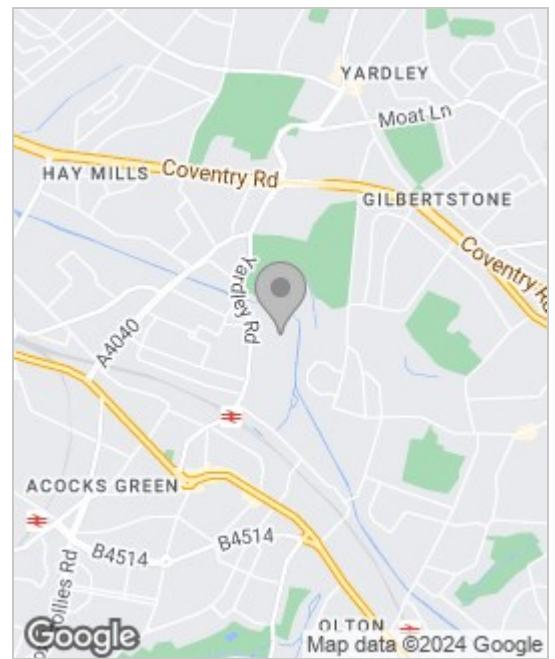 YARDLEY
Moat Ln
Coventry Rd
HAY MILLS
GILBERTSTONE
Coventry Rd
Yardley Rd
A4040
ACOCKS GREEN
B4514
B4514
ollies Rd
OLTON
Google
Map data ©2024 Google